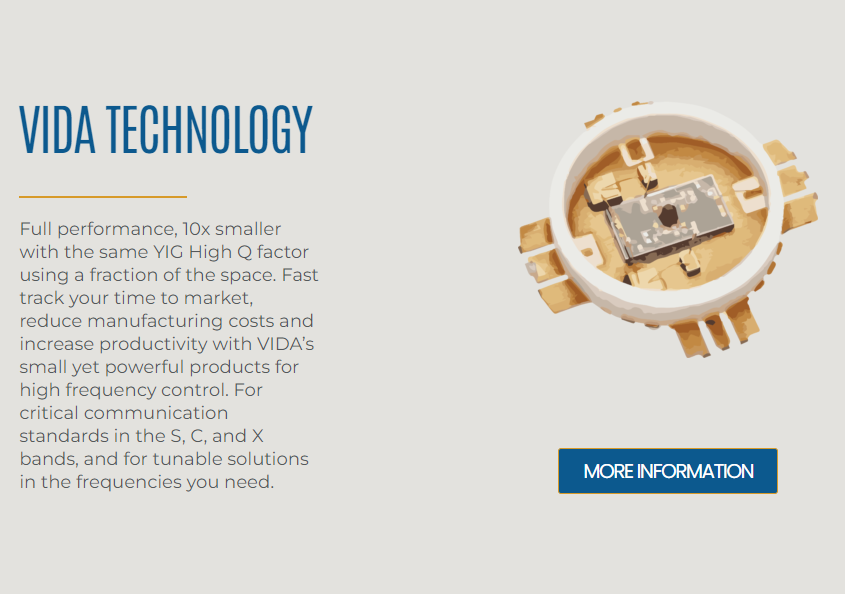 VIDA TECHNOLOGY
Full performance, 10x smaller
with the same YIG High Q factor
using a fraction of the space. Fast
track your time to market,
reduce manufacturing costs and
increase productivity with VIDA’s
small yet powerful products for
high frequency control. For
critical communication
standards in the S, C, and X
bands, and for tunable solutions
in the frequencies you need.
MORE INFORMATION